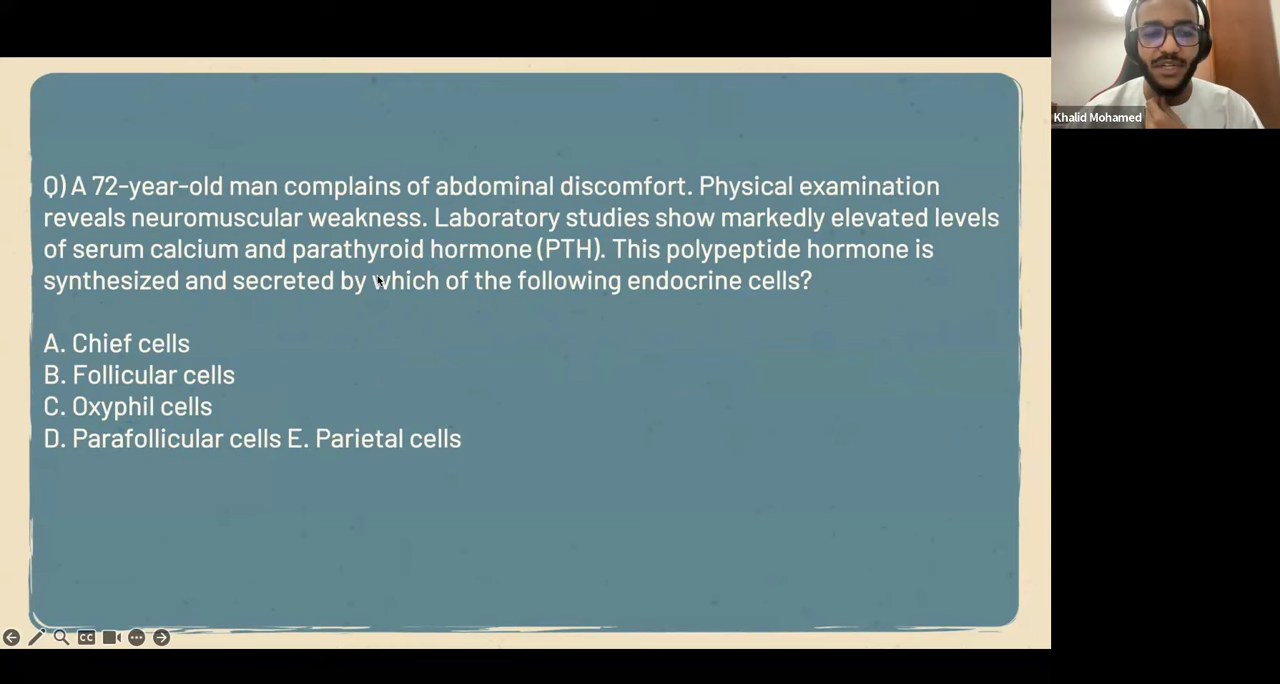 Khalid Mohamed
Q) A 72-year-old man complains of abdominal discomfort. Physical examination
reveals neuromuscular weakness. Laboratory studies show markedly elevated levels
of serum calcium and parathyroid hormone (PTH). This polypeptide hormone is
synthesized and secreted by which of the following endocrine cells?
A. Chief cells
B. Follicular cells
C. Oxyphil cells
D. Parafollicular cells E. Parietal cells
CC